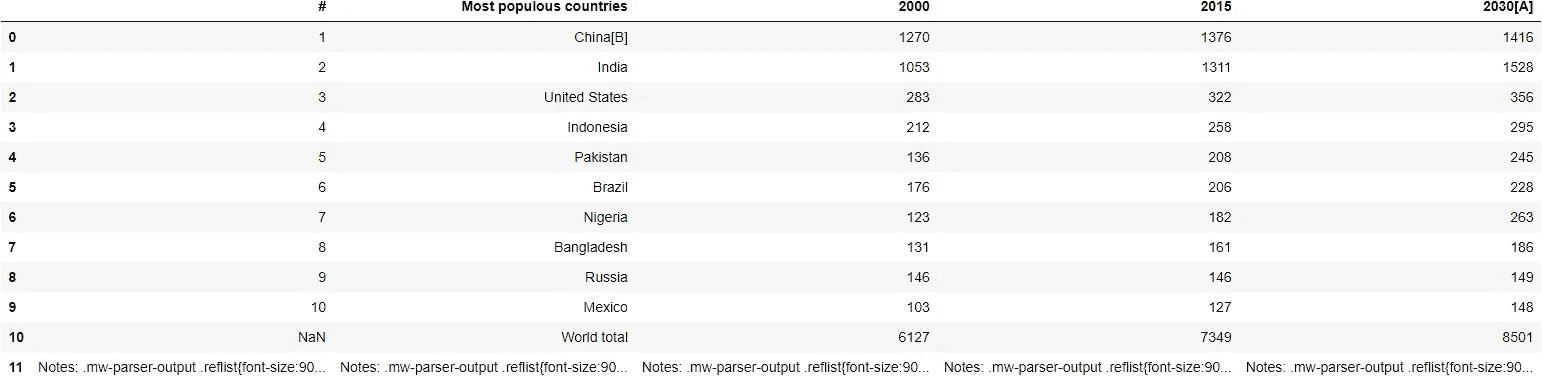 # Most populous countries 2000 2015 2030[A]
0 1 China[B] 1270 1376 1416
1 2 India 1053 1311 1528
2 3 United States 283 322 356
3 4 Indonesia 212 258 295
4 5 Pakistan 136 208 245
5 6 Brazil 176 206 228
6 7 Nigeria 123 182 263
7 8 Bangladesh 131 161 186
8 9 Russia 146 146 149
9 10 Mexico 103 127 148
10 NaN World total 6127 7349 8501
11 Notes: .mw-parser-output .reflist{font-size:90... Notes: .mw-parser-output .reflist{font-size:90... Notes: .mw-parser-output .reflist{font-size:90... Notes: .mw-parser-output .reflist{font-size:90... Notes: .mw-parser-output .reflist{font-size:90...